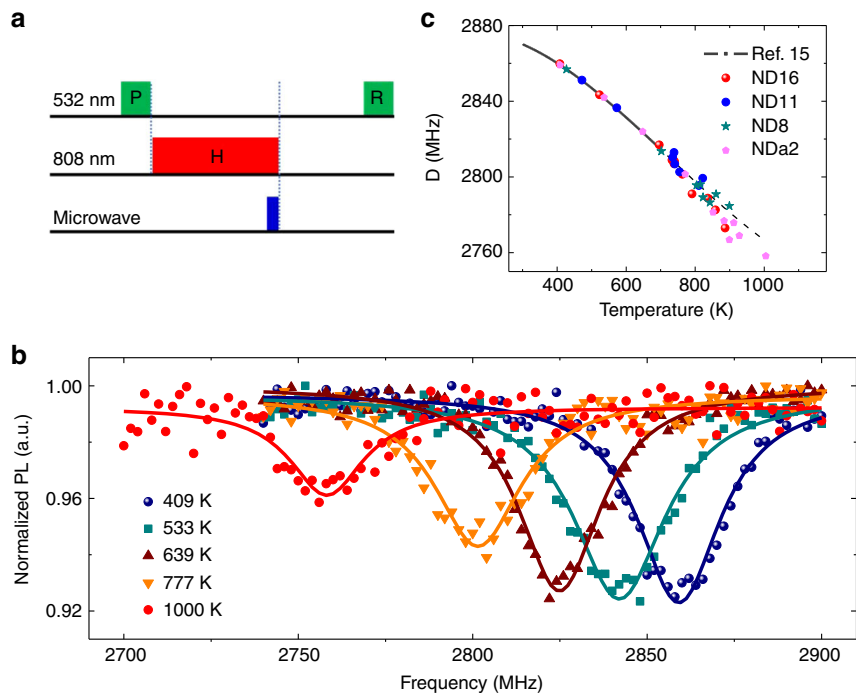 a
532 nm P R
808 nm H
Microwave
c
D (MHz)
2880
2840
2800
2760
Ref. 15
ND16
ND11
ND8
NDa2
400 600 800 1000
Temperature (K)
b
Normalized PL (a.u.)
1.00
0.96
0.92
409 K
533 K
639 K
777 K
1000 K
2700 2750 2800 2850 2900
Frequency (MHz)